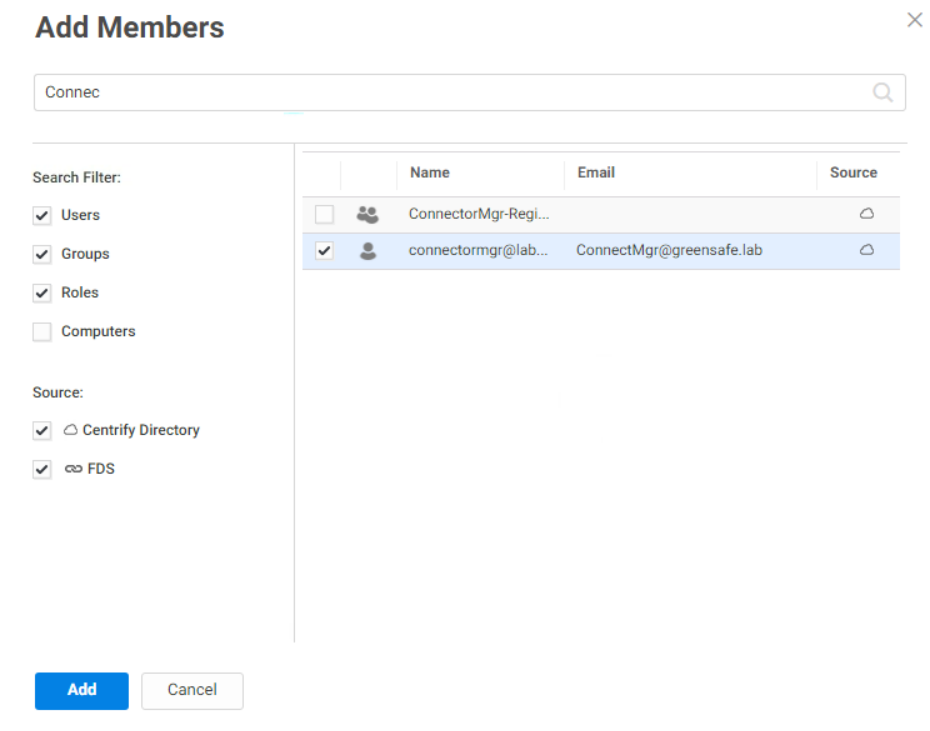 Add Members
Connec
Search Filter:
Users
Groups
Roles
Computers
Source:
Centrify Directory
FDS
Name Email Source
ConnectorMgr-Regi...
connectormgr@lab... ConnectMgr@greensafe.lab
Add Cancel